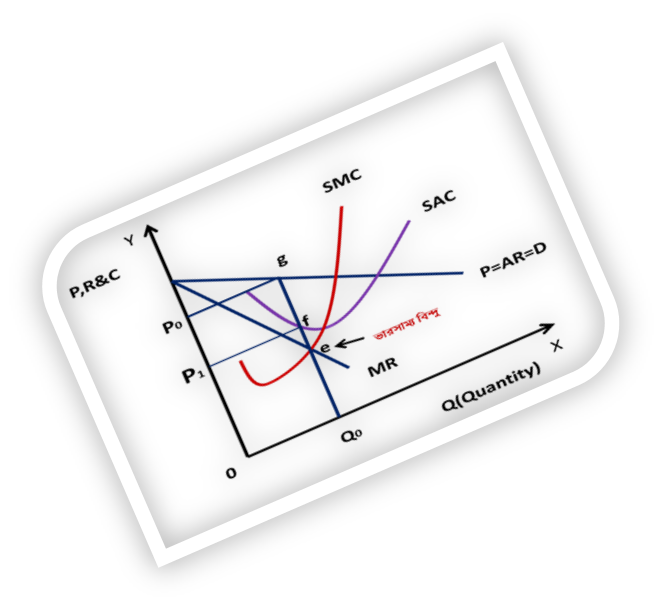 SMC
SAC
Y
P,R&C
g
P=AR=D
P₀
f
ভারসাম্য বিন্দু
e
P₁
MR
X
Q(Quantity)
Q₀
0